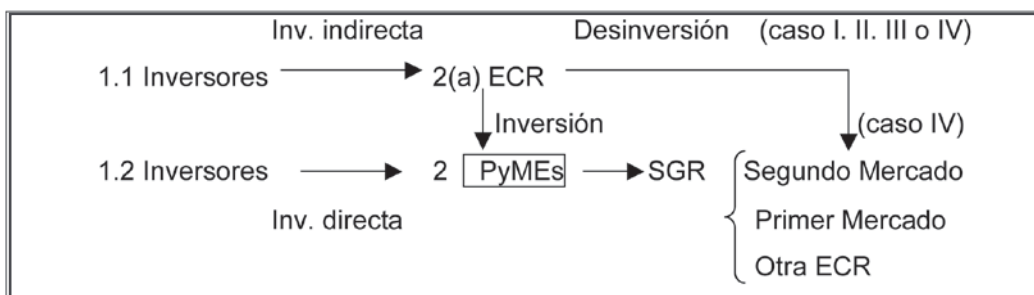 Inv. indirecta Desinversión (caso I. II. III o IV)
1.1 Inversores 2(a) ECR
Inversión (caso IV)
1.2 Inversores 2 PyMEs SGR Segundo Mercado
Inv. directa Primer Mercado
Otra ECR